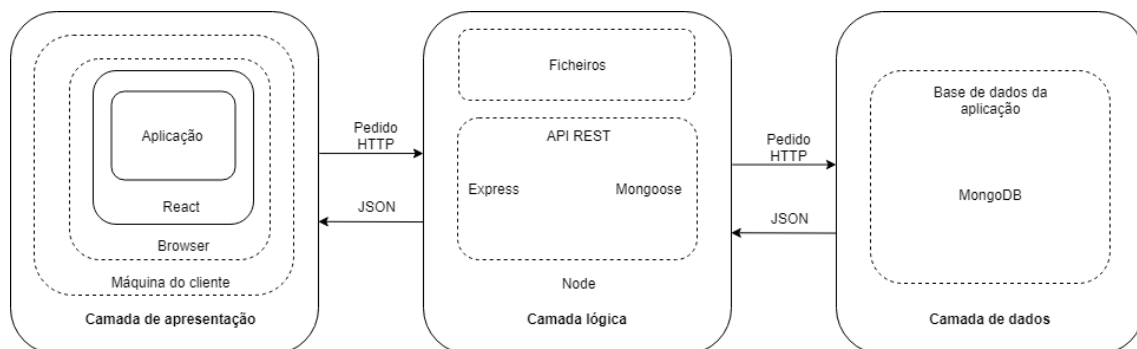 Aplicação
React
Browser
Máquina do cliente
Camada de apresentação
Pedido
HTTP
JSON
Ficheiros
API REST
Express
Mongoose
Node
Camada lógica
Pedido
HTTP
JSON
Base de dados da
aplicação
MongoDB
Camada de dados